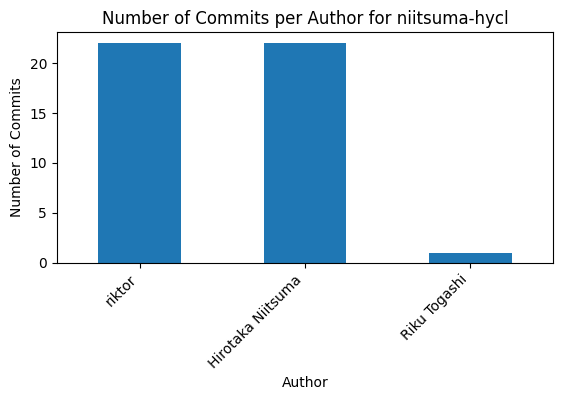 Number of Commits per Author for niitsuma-hycl
Number of Commits
20
15
10
5
0
riktor
Hirotaka Niitsuma
Riku Togashi
Author